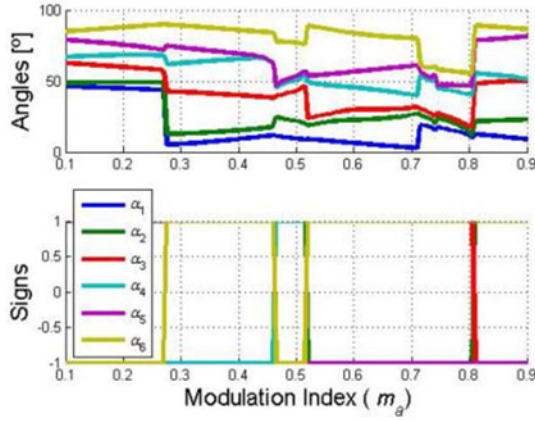 Angles [º]
100
50
0
0.1 0.2 0.3 0.4 0.5 0.6 0.7 0.8 0.9
Signs
1
0.5
0
-0.5
-1
α1
α2
α3
α4
α5
α6
0.1 0.2 0.3 0.4 0.5 0.6 0.7 0.8 0.9
Modulation Index ( ma)